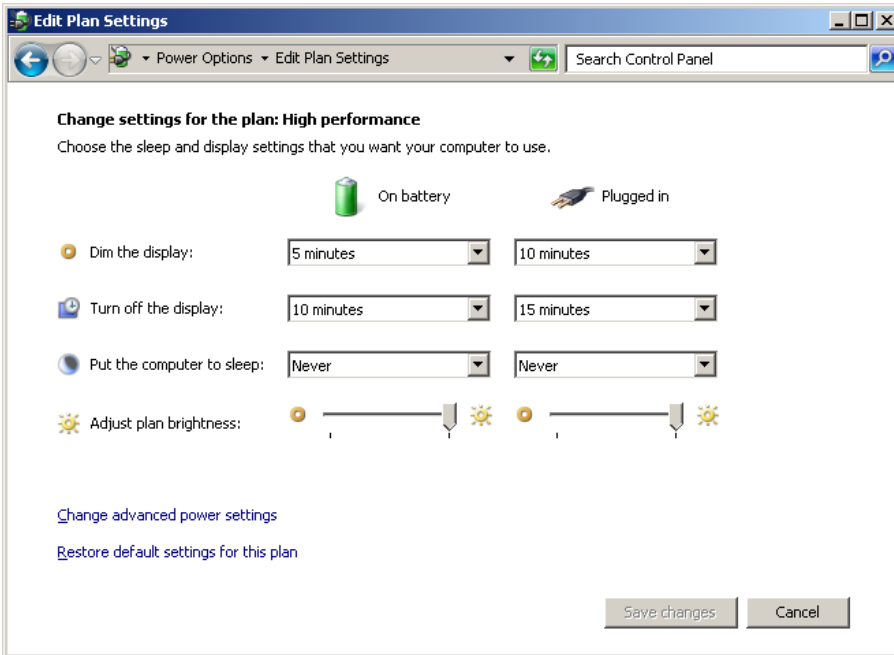 Edit Plan Settings
Power Options Edit Plan Settings Search Control Panel
Change settings for the plan: High performance
Choose the sleep and display settings that you want your computer to use.
On battery Plugged in
Dim the display: 5 minutes 10 minutes
Turn off the display: 10 minutes 15 minutes
Put the computer to sleep: Never Never
Adjust plan brightness:
Change advanced power settings
Restore default settings for this plan
Save changes Cancel